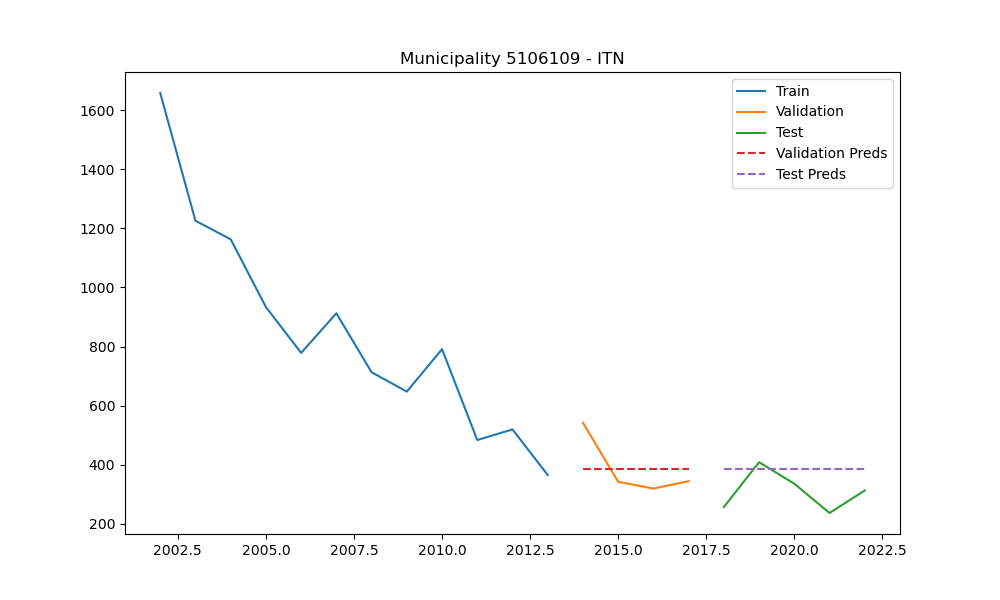 Municipality 5106109 - ITN
Train
Validation
Test
Validation Preds
Test Preds
1600
1400
1200
1000
800
600
400
200
2002.5 2005.0 2007.5 2010.0 2012.5 2015.0 2017.5 2020.0 2022.5